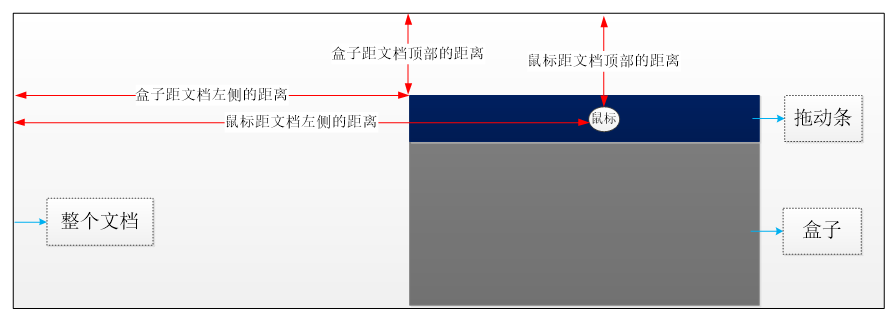 盒子距文档顶部的距离
鼠标距文档顶部的距离
盒子距文档左侧的距离
鼠标距文档左侧的距离
鼠标
拖动条
整个文档
盒子